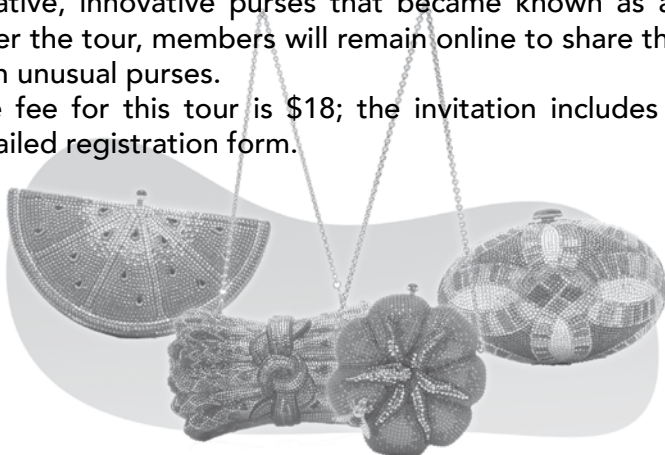 ative, innovative purses that became known as a
er the tour, members will remain online to share th
n unusual purses.
e fee for this tour is $18; the invitation includes
ailed registration form.